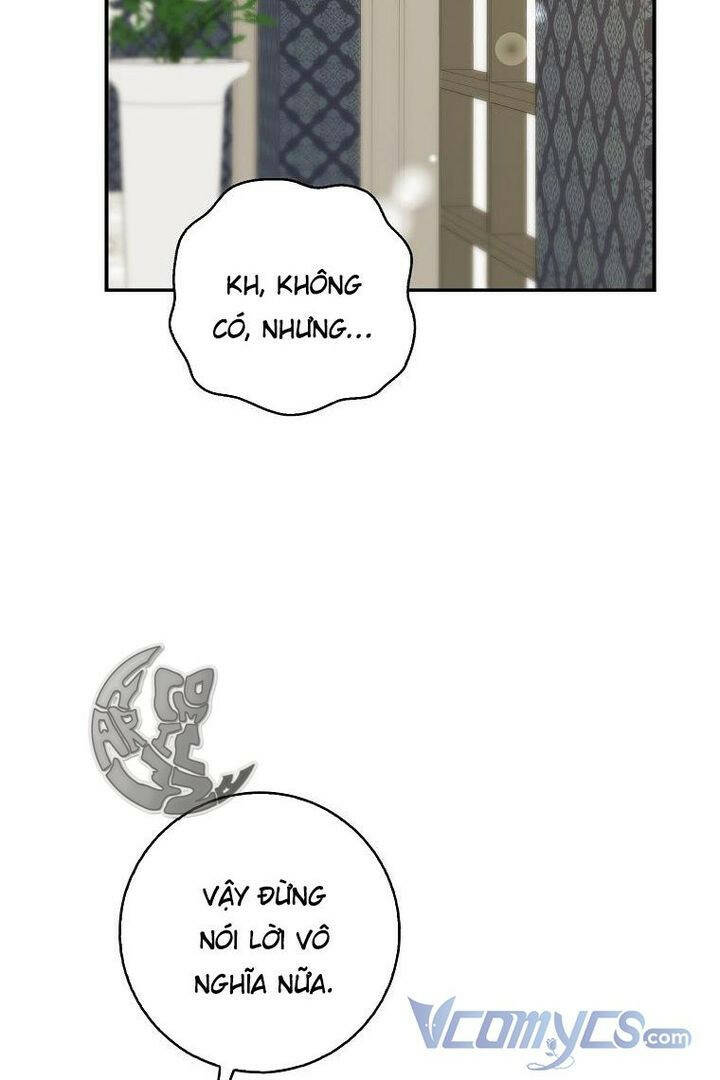 KH, KHÔNG
CÓ, NHƯNG...
VẬY ĐỪNG
NÓI LỜI VÔ
NGHĨA NỮA.
VCOMYCS.com